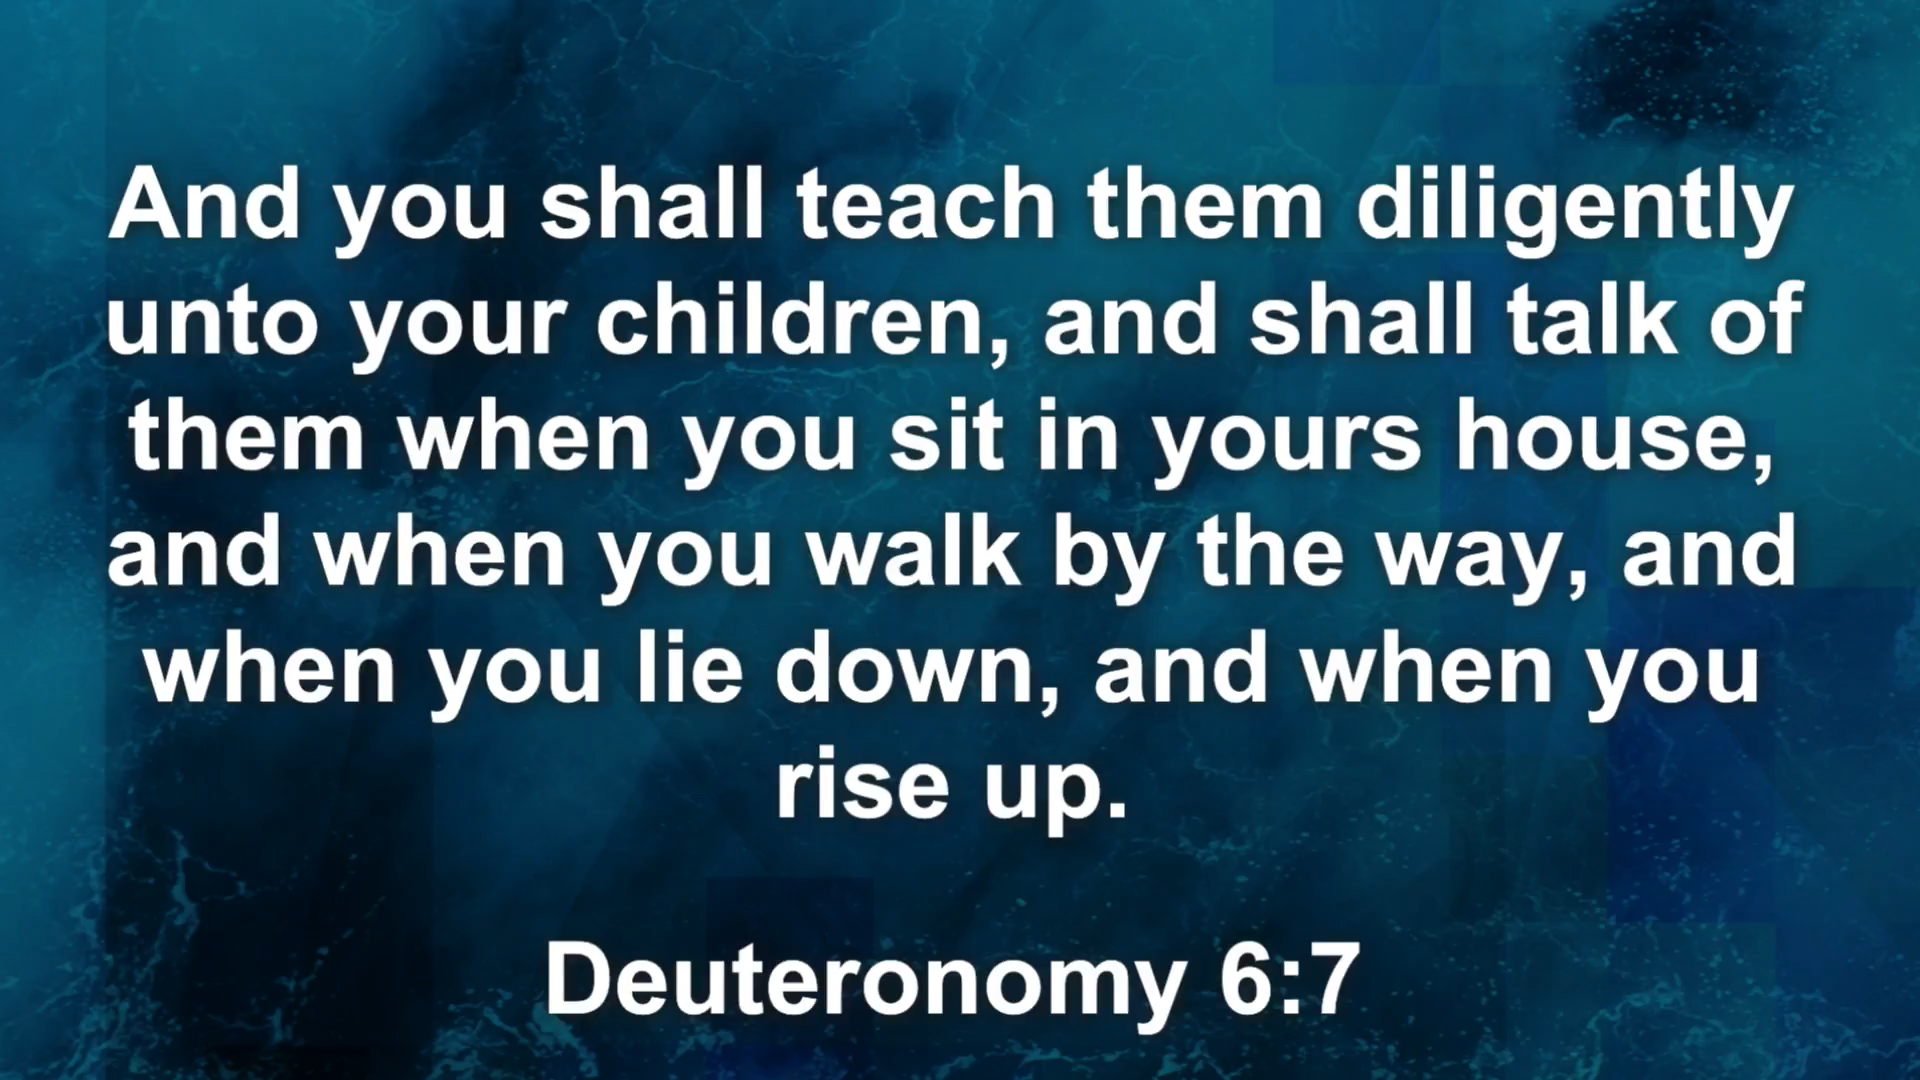 And you shall teach them diligently
unto your children, and shall talk of
them when you sit in yours house,
and when you walk by the way, and
when you lie down, and when you
rise up.
Deuteronomy 6:7